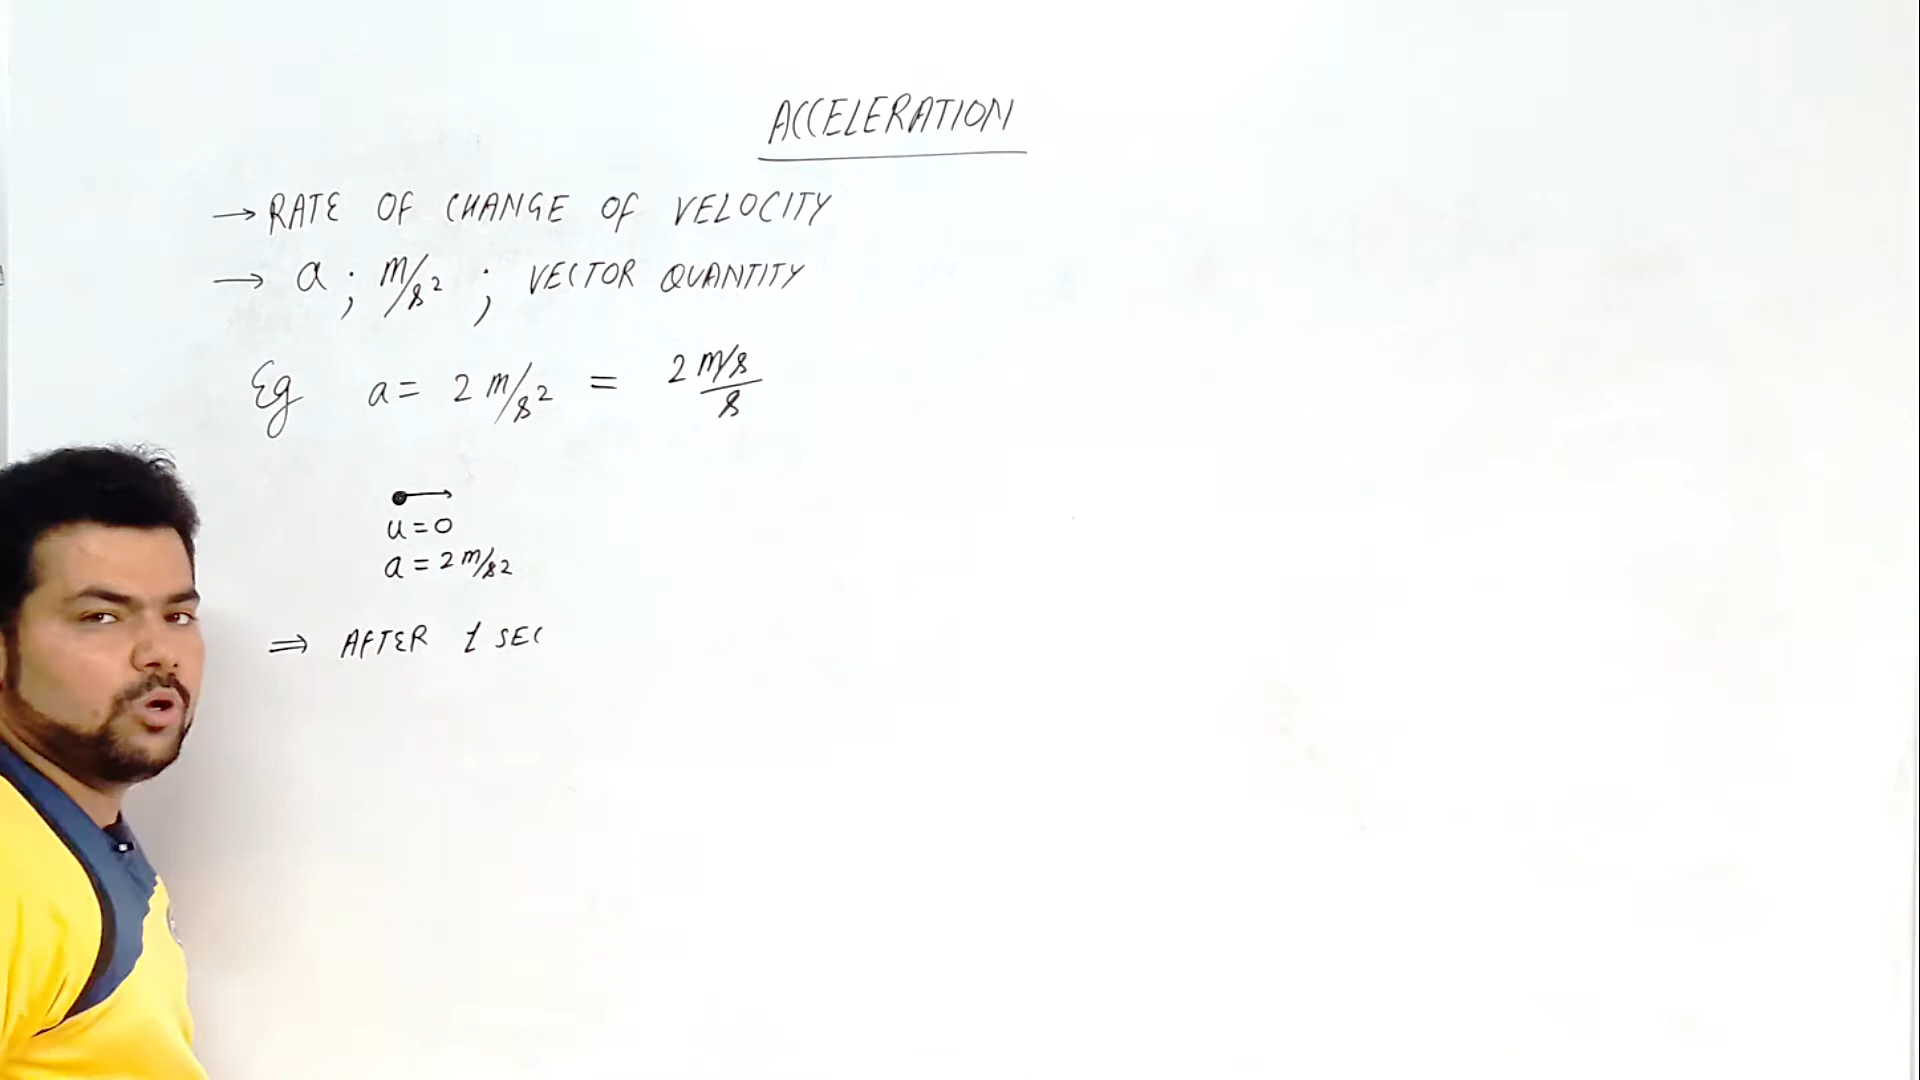 ACCELERATION
→ RATE OF CHANGE OF VELOCITY
→ a ; m/s² ; VECTOR QUANTITY
Eg a = 2 m/s² = 2 m/s / s
u = 0
a = 2 m/s²
⇒ AFTER 1 SEC